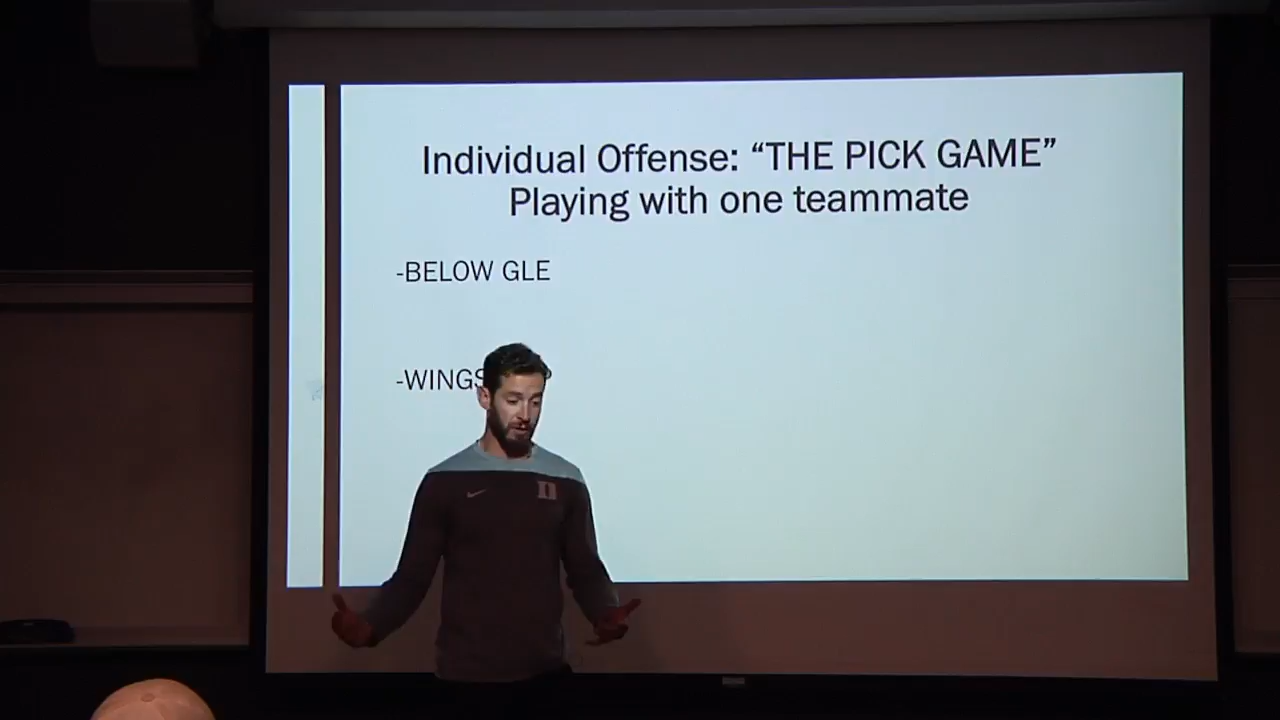 Individual Offense: “THE PICK GAME”
Playing with one teammate
-BELOW GLE
-WINGS
D